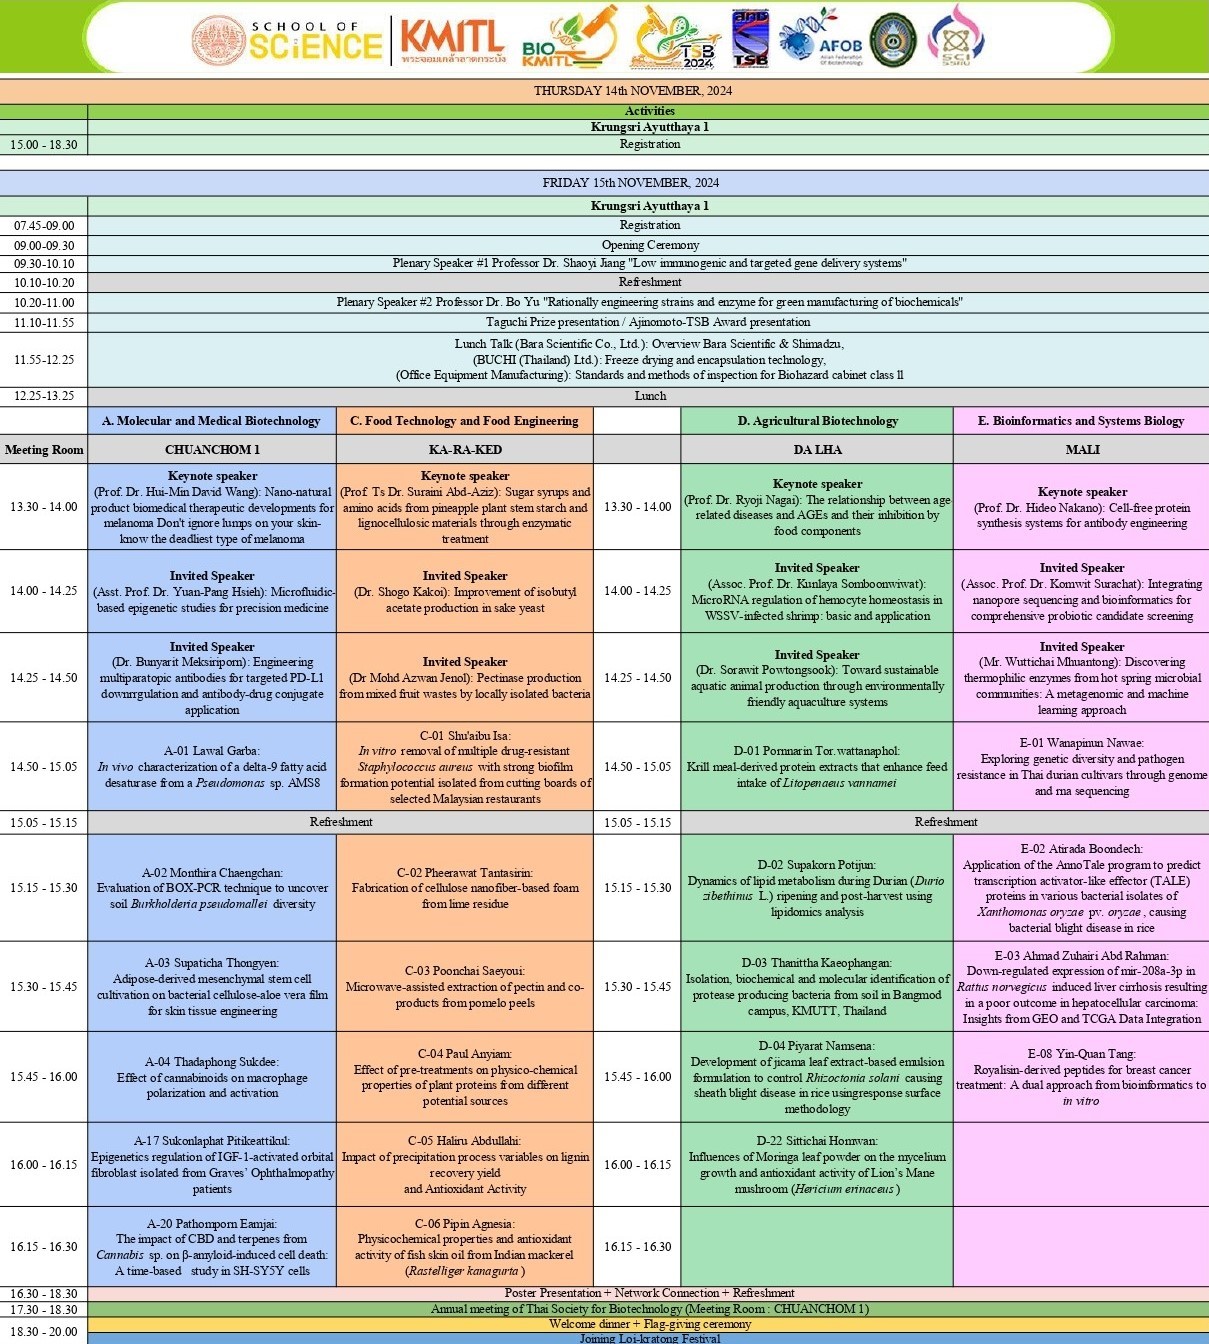 SCHOOL OF
SCiENCE
KMITL
พระจอมเกล้าลาดกระบัง
BIO
KMITL
TSB
2024
and
TSB
AFOB
Asian Federation
Of Biotechnology
SCI
SSRU
THURSDAY 14th NOVEMBER, 2024
Activities
Krungsri Ayutthaya 1
15.00 - 18.30 Registration
FRIDAY 15th NOVEMBER, 2024
Krungsri Ayutthaya 1
07.45-09.00 Registration
09.00-09.30 Opening Ceremony
09.30-10.10 Plenary Speaker #1 Professor Dr. Shaoyi Jiang "Low immunogenic and targeted gene delivery systems"
10.10-10.20 Refreshment
10.20-11.00 Plenary Speaker #2 Professor Dr. Bo Yu "Rationally engineering strains and enzyme for green manufacturing of biochemicals"
11.10-11.55 Taguchi Prize presentation / Ajinomoto-TSB Award presentation
11.55-12.25
Lunch Talk (Bara Scientific Co., Ltd.): Overview Bara Scientific & Shimadzu,
(BUCHI (Thailand) Ltd.): Freeze drying and encapsulation technology,
(Office Equipment Manufacturing): Standards and methods of inspection for Biohazard cabinet class ll
12.25-13.25 Lunch
A. Molecular and Medical Biotechnology
C. Food Technology and Food Engineering
D. Agricultural Biotechnology
E. Bioinformatics and Systems Biology
Meeting Room
CHUANCHOM 1
KA-RA-KED
DA LHA
MALI
13.30 - 14.00
Keynote speaker
(Prof. Dr. Hui-Min David Wang): Nano-natural
product biomedical therapeutic developments for
melanoma Don't ignore lumps on your skin-
know the deadliest type of melanoma
Keynote speaker
(Prof. Ts Dr. Suraini Abd-Aziz): Sugar syrups and
amino acids from pineapple plant stem starch and
lignocellulosic materials through enzymatic
treatment
13.30 - 14.00
Keynote speaker
(Prof. Dr. Ryoji Nagai): The relationship between age-
related diseases and AGEs and their inhibition by
food components
Keynote speaker
(Prof. Dr. Hideo Nakano): Cell-free protein
synthesis systems for antibody engineering
14.00 - 14.25
Invited Speaker
(Asst. Prof. Dr. Yuan-Pang Hsieh): Microfluidic-
based epigenetic studies for precision medicine
Invited Speaker
(Dr. Shogo Kakoi): Improvement of isobutyl
acetate production in sake yeast
14.00 - 14.25
Invited Speaker
(Assoc. Prof. Dr. Kunlaya Somboonwiwat):
MicroRNA regulation of hemocyte homeostasis in
WSSV-infected shrimp: basic and application
Invited Speaker
(Assoc. Prof. Dr. Komwit Surachat): Integrating
nanopore sequencing and bioinformatics for
comprehensive probiotic candidate screening
14.25 - 14.50
Invited Speaker
(Dr. Bunyarit Meksiriporn): Engineering
multiparatopic antibodies for targeted PD-L1
downrrgulation and antibody-drug conjugate
application
Invited Speaker
(Dr Mohd Azwan Jenol): Pectinase production
from mixed fruit wastes by locally isolated bacteria
14.25 - 14.50
Invited Speaker
(Dr. Sorawit Powtongsook): Toward sustainable
aquatic animal production through environmentally
friendly aquaculture systems
Invited Speaker
(Mr. Wuttichai Mhuantong): Discovering
thermophilic enzymes from hot spring microbial
communities: A metagenomic and machine
learning approach
14.50 - 15.05
A-01 Lawal Garba:
In vivo characterization of a delta-9 fatty acid
desaturase from a Pseudomonas sp. AMS8
C-01 Shu'aibu Isa:
In vitro removal of multiple drug-resistant
Staphylococcus aureus with strong biofilm
formation potential isolated from cutting boards of
selected Malaysian restaurants
14.50 - 15.05
D-01 Pornnarin Tor.wattanaphol:
Krill meal-derived protein extracts that enhance feed
intake of Litopenaeus vannamei
E-01 Wanapinun Nawae:
Exploring genetic diversity and pathogen
resistance in Thai durian cultivars through genome
and rna sequencing
15.05 - 15.15 Refreshment
15.05 - 15.15 Refreshment
15.15 - 15.30
A-02 Monthira Chaengchan:
Evaluation of BOX-PCR technique to uncover
soil Burkholderia pseudomallei diversity
C-02 Pheerawat Tantasirin:
Fabrication of cellulose nanofiber-based foam
from lime residue
15.15 - 15.30
D-02 Supakorn Potijun:
Dynamics of lipid metabolism during Durian (Durio
zibethinus L.) ripening and post-harvest using
lipidomics analysis
E-02 Atirada Boondech:
Application of the AnnoTale program to predict
transcription activator-like effector (TALE)
proteins in various bacterial isolates of
Xanthomonas oryzae pv. oryzae, causing
bacterial blight disease in rice
15.30 - 15.45
A-03 Supaticha Thongyen:
Adipose-derived mesenchymal stem cell
cultivation on bacterial cellulose-aloe vera film
for skin tissue engineering
C-03 Poonchai Saeyoui:
Microwave-assisted extraction of pectin and co-
products from pomelo peels
15.30 - 15.45
D-03 Thanittha Kaeophangan:
Isolation, biochemical and molecular identification of
protease producing bacteria from soil in Bangmod
campus, KMUTT, Thailand
E-03 Ahmad Zuhairi Abd Rahman:
Down-regulated expression of mir-208a-3p in
Rattus norvegicus induced liver cirrhosis resulting
in a poor outcome in hepatocellular carcinoma:
Insights from GEO and TCGA Data Integration
15.45 - 16.00
A-04 Thadaphong Sukdee:
Effect of cannabinoids on macrophage
polarization and activation
C-04 Paul Anyiam:
Effect of pre-treatments on physico-chemical
properties of plant proteins from different
potential sources
15.45 - 16.00
D-04 Piyarat Namsena:
Development of jicama leaf extract-based emulsion
formulation to control Rhizoctonia solani causing
sheath blight disease in rice usingresponse surface
methodology
E-08 Yin-Quan Tang:
Royalisin-derived peptides for breast cancer
treatment: A dual approach from bioinformatics to
in vitro
16.00 - 16.15
A-17 Sukonlaphat Pitikeattikul:
Epigenetics regulation of IGF-1-activated orbital
fibroblast isolated from Graves' Ophthalmopathy
patients
C-05 Haliru Abdullahi:
Impact of precipitation process variables on lignin
recovery yield
and Antioxidant Activity
16.00 - 16.15
D-22 Sittichai Homwan:
Influences of Moringa leaf powder on the mycelium
growth and antioxidant activity of Lion's Mane
mushroom (Hericium erinaceus)
16.15 - 16.30
A-20 Pathomporn Eamjai:
The impact of CBD and terpenes from
Cannabis sp. on β-amyloid-induced cell death:
A time-based study in SH-SY5Y cells
C-06 Pipin Agnesia:
Physicochemical properties and antioxidant
activity of fish skin oil from Indian mackerel
(Rastelliger kanagurta)
16.15 - 16.30
16.30 - 18.30 Poster Presentation + Network Connection + Refreshment
17.30 - 18.30 Annual meeting of Thai Society for Biotechnology (Meeting Room : CHUANCHOM 1)
18.30 - 20.00
Welcome dinner + Flag-giving ceremony
Joining Loi-kratong Festival